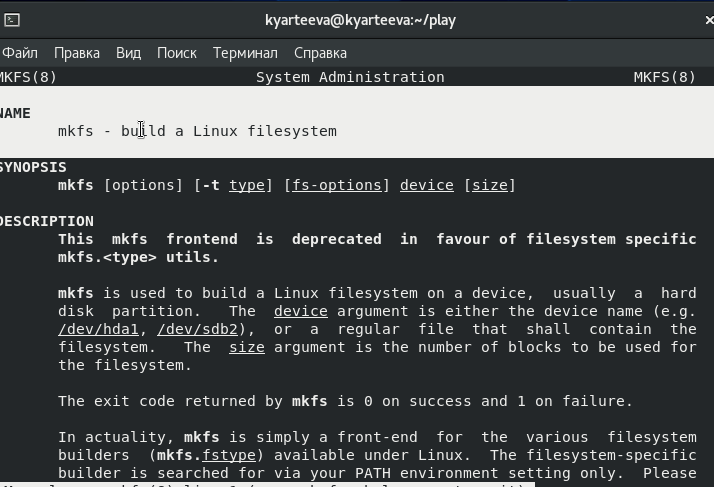 kyarteeva@kyarteeva:~/play
Файл Правка Вид Поиск Терминал Справка
MKFS(8) System Administration MKFS(8)
NAME
mkfs - build a Linux filesystem
SYNOPSIS
mkfs [options] [-t type] [fs-options] device [size]
DESCRIPTION
This mkfs frontend is deprecated in favour of filesystem specific
mkfs.<type> utils.
mkfs is used to build a Linux filesystem on a device, usually a hard
disk partition. The device argument is either the device name (e.g.
/dev/hda1, /dev/sdb2), or a regular file that shall contain the
filesystem. The size argument is the number of blocks to be used for
the filesystem.
The exit code returned by mkfs is 0 on success and 1 on failure.
In actuality, mkfs is simply a front-end for the various filesystem
builders (mkfs.fstype) available under Linux. The filesystem-specific
builder is searched for via your PATH environment setting only. Please